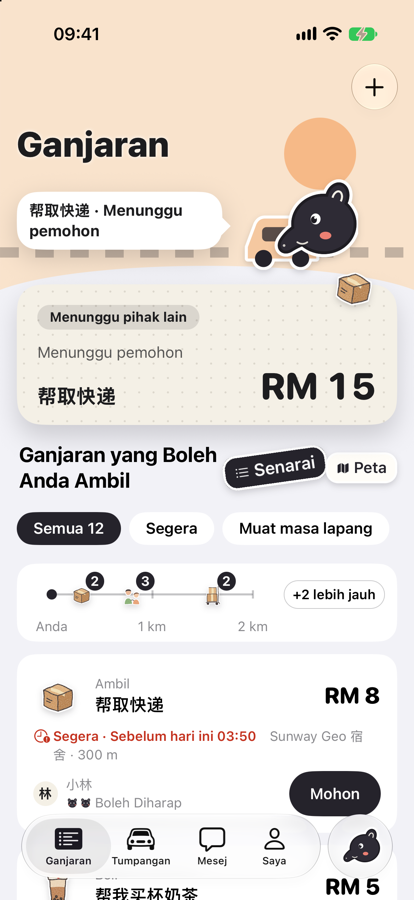 09:41
Ganjaran
帮取快递 · Menunggu
pemohon
Menunggu pihak lain
Menunggu pemohon
帮取快递
RM 15
Ganjaran yang Boleh
Anda Ambil
Senarai
Peta
Semua 12
Segera
Muat masa lapang
2
3
2
+2 lebih jauh
Anda
1 km
2 km
Ambil
帮取快递
RM 8
Segera · Sebelum hari ini 03:50 Sunway Geo 宿
舍 · 300 m
林
小林
Boleh Diharap
Mohon
Ganjaran
Tumpangan
Mesej
Saya
帮我买杯奶茶
RM 5